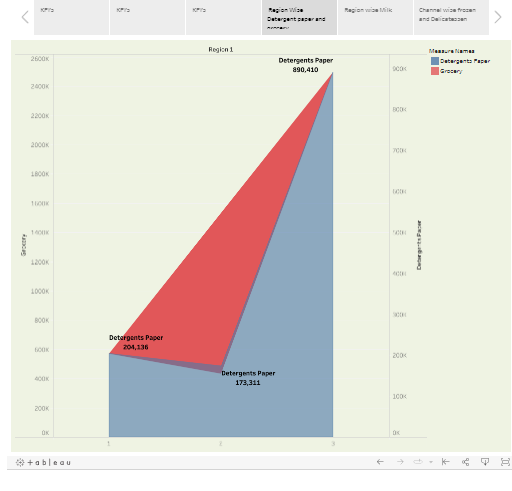 KPI's
KPI's
KPI's
Region Wise
Detergent paper and
grocery
Region wise Milk
Channel wise frozen
and Delicatessen
Region 1
Measure Names
Detergents Paper
Grocery
2600K
2400K
2200K
2000K
1800K
1600K
1400K
1200K
1000K
800K
600K
400K
200K
0K
Grocery
Detergents Paper
890,410
Detergents Paper
204,136
Detergents Paper
173,311
900K
800K
700K
600K
500K
400K
300K
200K
100K
0K
Detergents Paper
1
2
3
+ableau